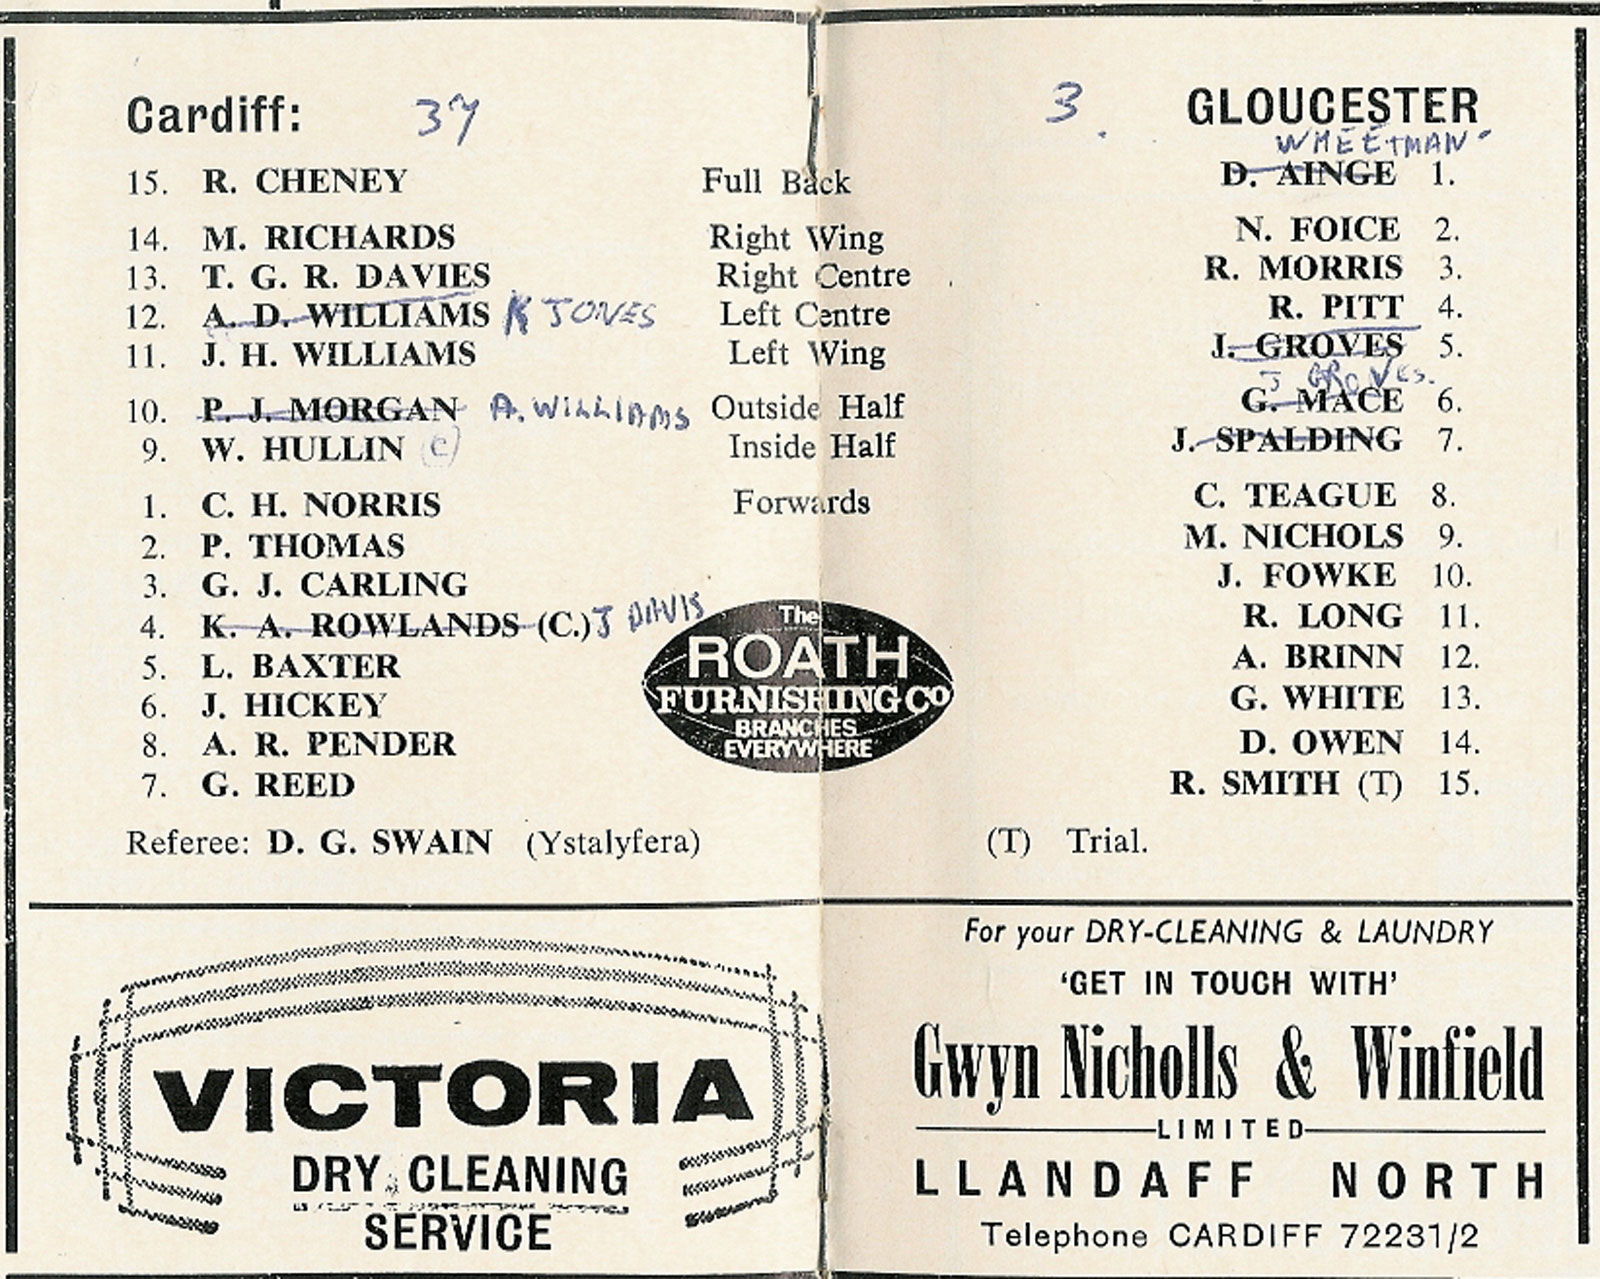 Cardiff: 37 3. GLOUCESTER
WHEETMAN
15. R. CHENEY Full Back D. AINGE 1.
14. M. RICHARDS Right Wing N. FOICE 2.
13. T. G. R. DAVIES Right Centre R. MORRIS 3.
12. A. D. WILLIAMS K JONES Left Centre R. PITT 4.
11. J. H. WILLIAMS Left Wing J. GROVES 5.
J GROVES.
10. P. J. MORGAN A. WILLIAMS Outside Half G. MACE 6.
9. W. HULLIN (C) Inside Half J. SPALDING 7.
1. C. H. NORRIS Forwards C. TEAGUE 8.
2. P. THOMAS M. NICHOLS 9.
3. G. J. CARLING J. FOWKE 10.
4. K. A. ROWLANDS (C.) J DAVIS R. LONG 11.
5. L. BAXTER A. BRINN 12.
6. J. HICKEY G. WHITE 13.
8. A. R. PENDER D. OWEN 14.
7. G. REED R. SMITH (T) 15.
The
ROATH
FURNISHING CO
BRANCHES
EVERYWHERE
Referee: D. G. SWAIN (Ystalyfera) (T) Trial.
VICTORIA
DRY CLEANING
SERVICE
For your DRY-CLEANING & LAUNDRY
'GET IN TOUCH WITH'
Gwyn Nicholls & Winfield
LIMITED
LLANDAFF NORTH
Telephone CARDIFF 72231/2